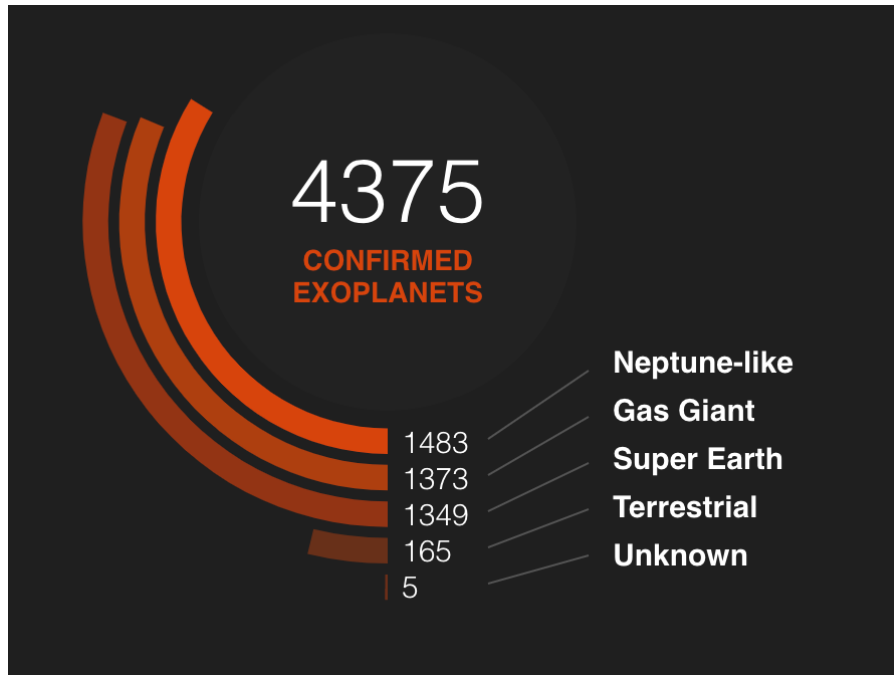 4375
CONFIRMED
EXOPLANETS
1483 Neptune-like
1373 Gas Giant
1349 Super Earth
165 Terrestrial
5 Unknown